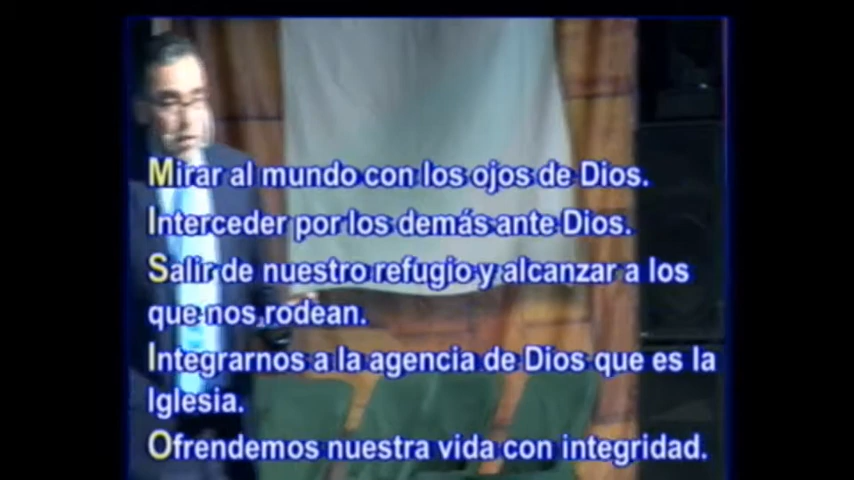 Mirar al mundo con los ojos de Dios.
Interceder por los demás ante Dios.
Salir de nuestro refugio y alcanzar a los
que nos rodean.
Integrarnos a la agencia de Dios que es la
Iglesia.
Ofrendemos nuestra vida con integridad.